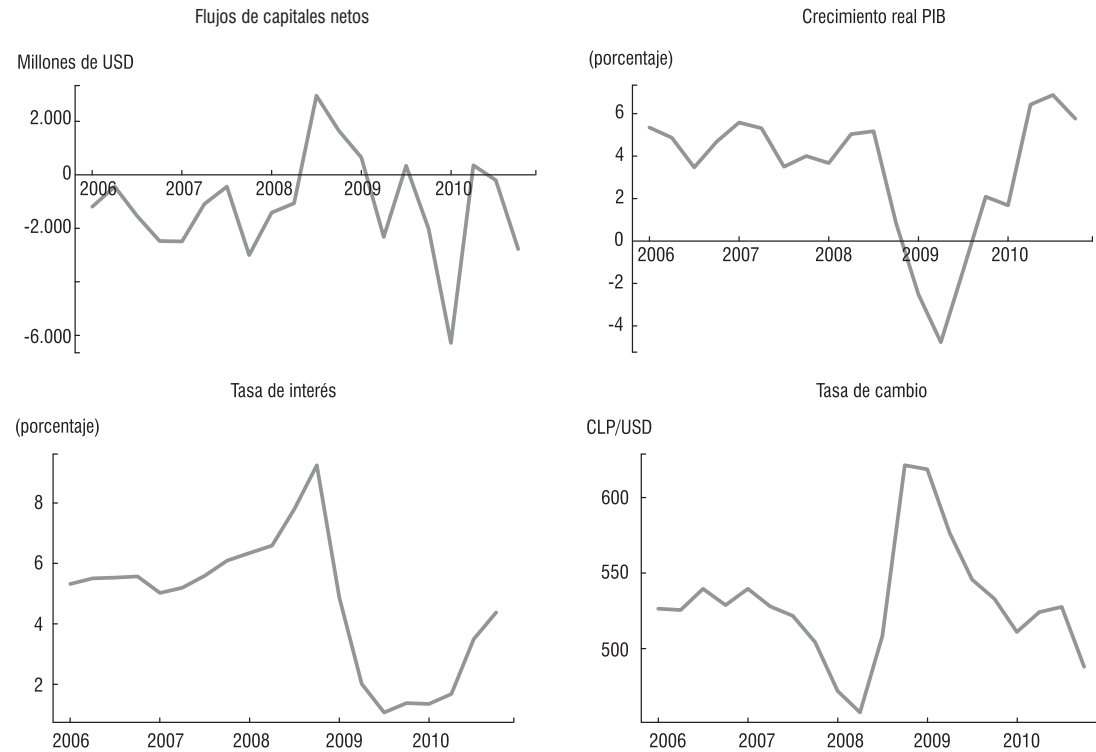 Flujos de capitales netos
Millones de USD
2.000
0
-2.000
-6.000
2006 2007 2008 2009 2010
Crecimiento real PIB
(porcentaje)
6
4
2
0
-2
-4
2006 2007 2008 2009 2010
Tasa de interés
(porcentaje)
8
6
4
2
2006 2007 2008 2009 2010
Tasa de cambio
CLP/USD
600
550
500
2006 2007 2008 2009 2010